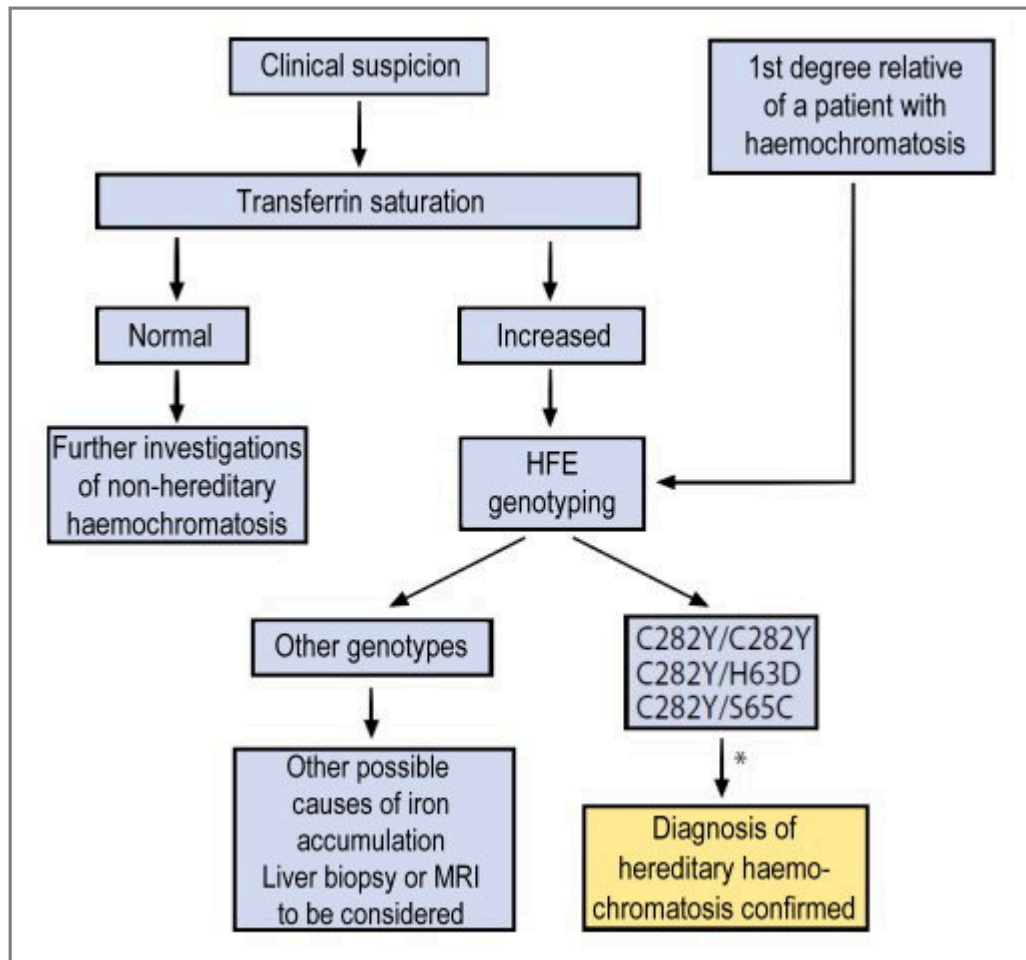 Clinical suspicion
1st degree relative
of a patient with
haemochromatosis
Transferrin saturation
Normal
Increased
Further investigations
of non-hereditary
haemochromatosis
HFE
genotyping
Other genotypes
C282Y/C282Y
C282Y/H63D
C282Y/S65C
*
Other possible
causes of iron
accumulation
Liver biopsy or MRI
to be considered
Diagnosis of
hereditary haemo-
chromatosis confirmed